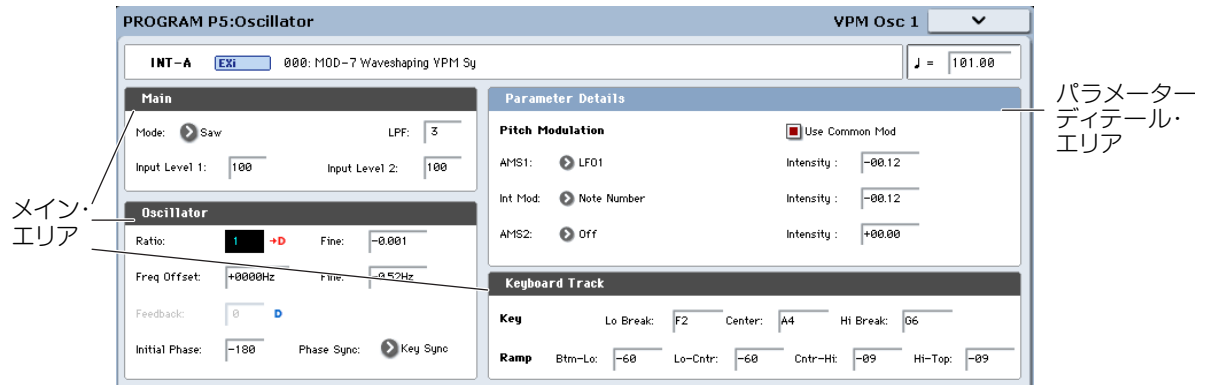 PROGRAM P5:Oscillator VPM Osc 1
INT-A EXi 000: MOD-7 Waveshaping VPM Sy ♩ = 101.00
Main
Mode: Saw LPF: 3
Input Level 1: 100 Input Level 2: 100
Oscillator
Ratio: 1 →D Fine: -0.001
Freq Offset: +0000Hz Fine: -0.52Hz
Feedback: 0 D
Initial Phase: -180 Phase Sync: Key Sync
Parameter Details
Pitch Modulation Use Common Mod
AMS1: LFO1 Intensity : -00.12
Int Mod: Note Number Intensity : -00.12
AMS2: Off Intensity : +00.00
Keyboard Track
Key Lo Break: F2 Center: A4 Hi Break: G6
Ramp Btm-Lo: -60 Lo-Cntr: -60 Cntr-Hi: -09 Hi-Top: -09
メイン・
エリア
パラメーター
ディテール・
エリア